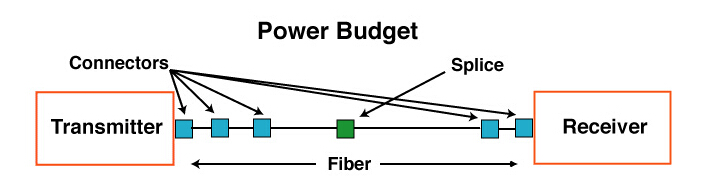 Power Budget
Connectors
Splice
Transmitter
Receiver
Fiber